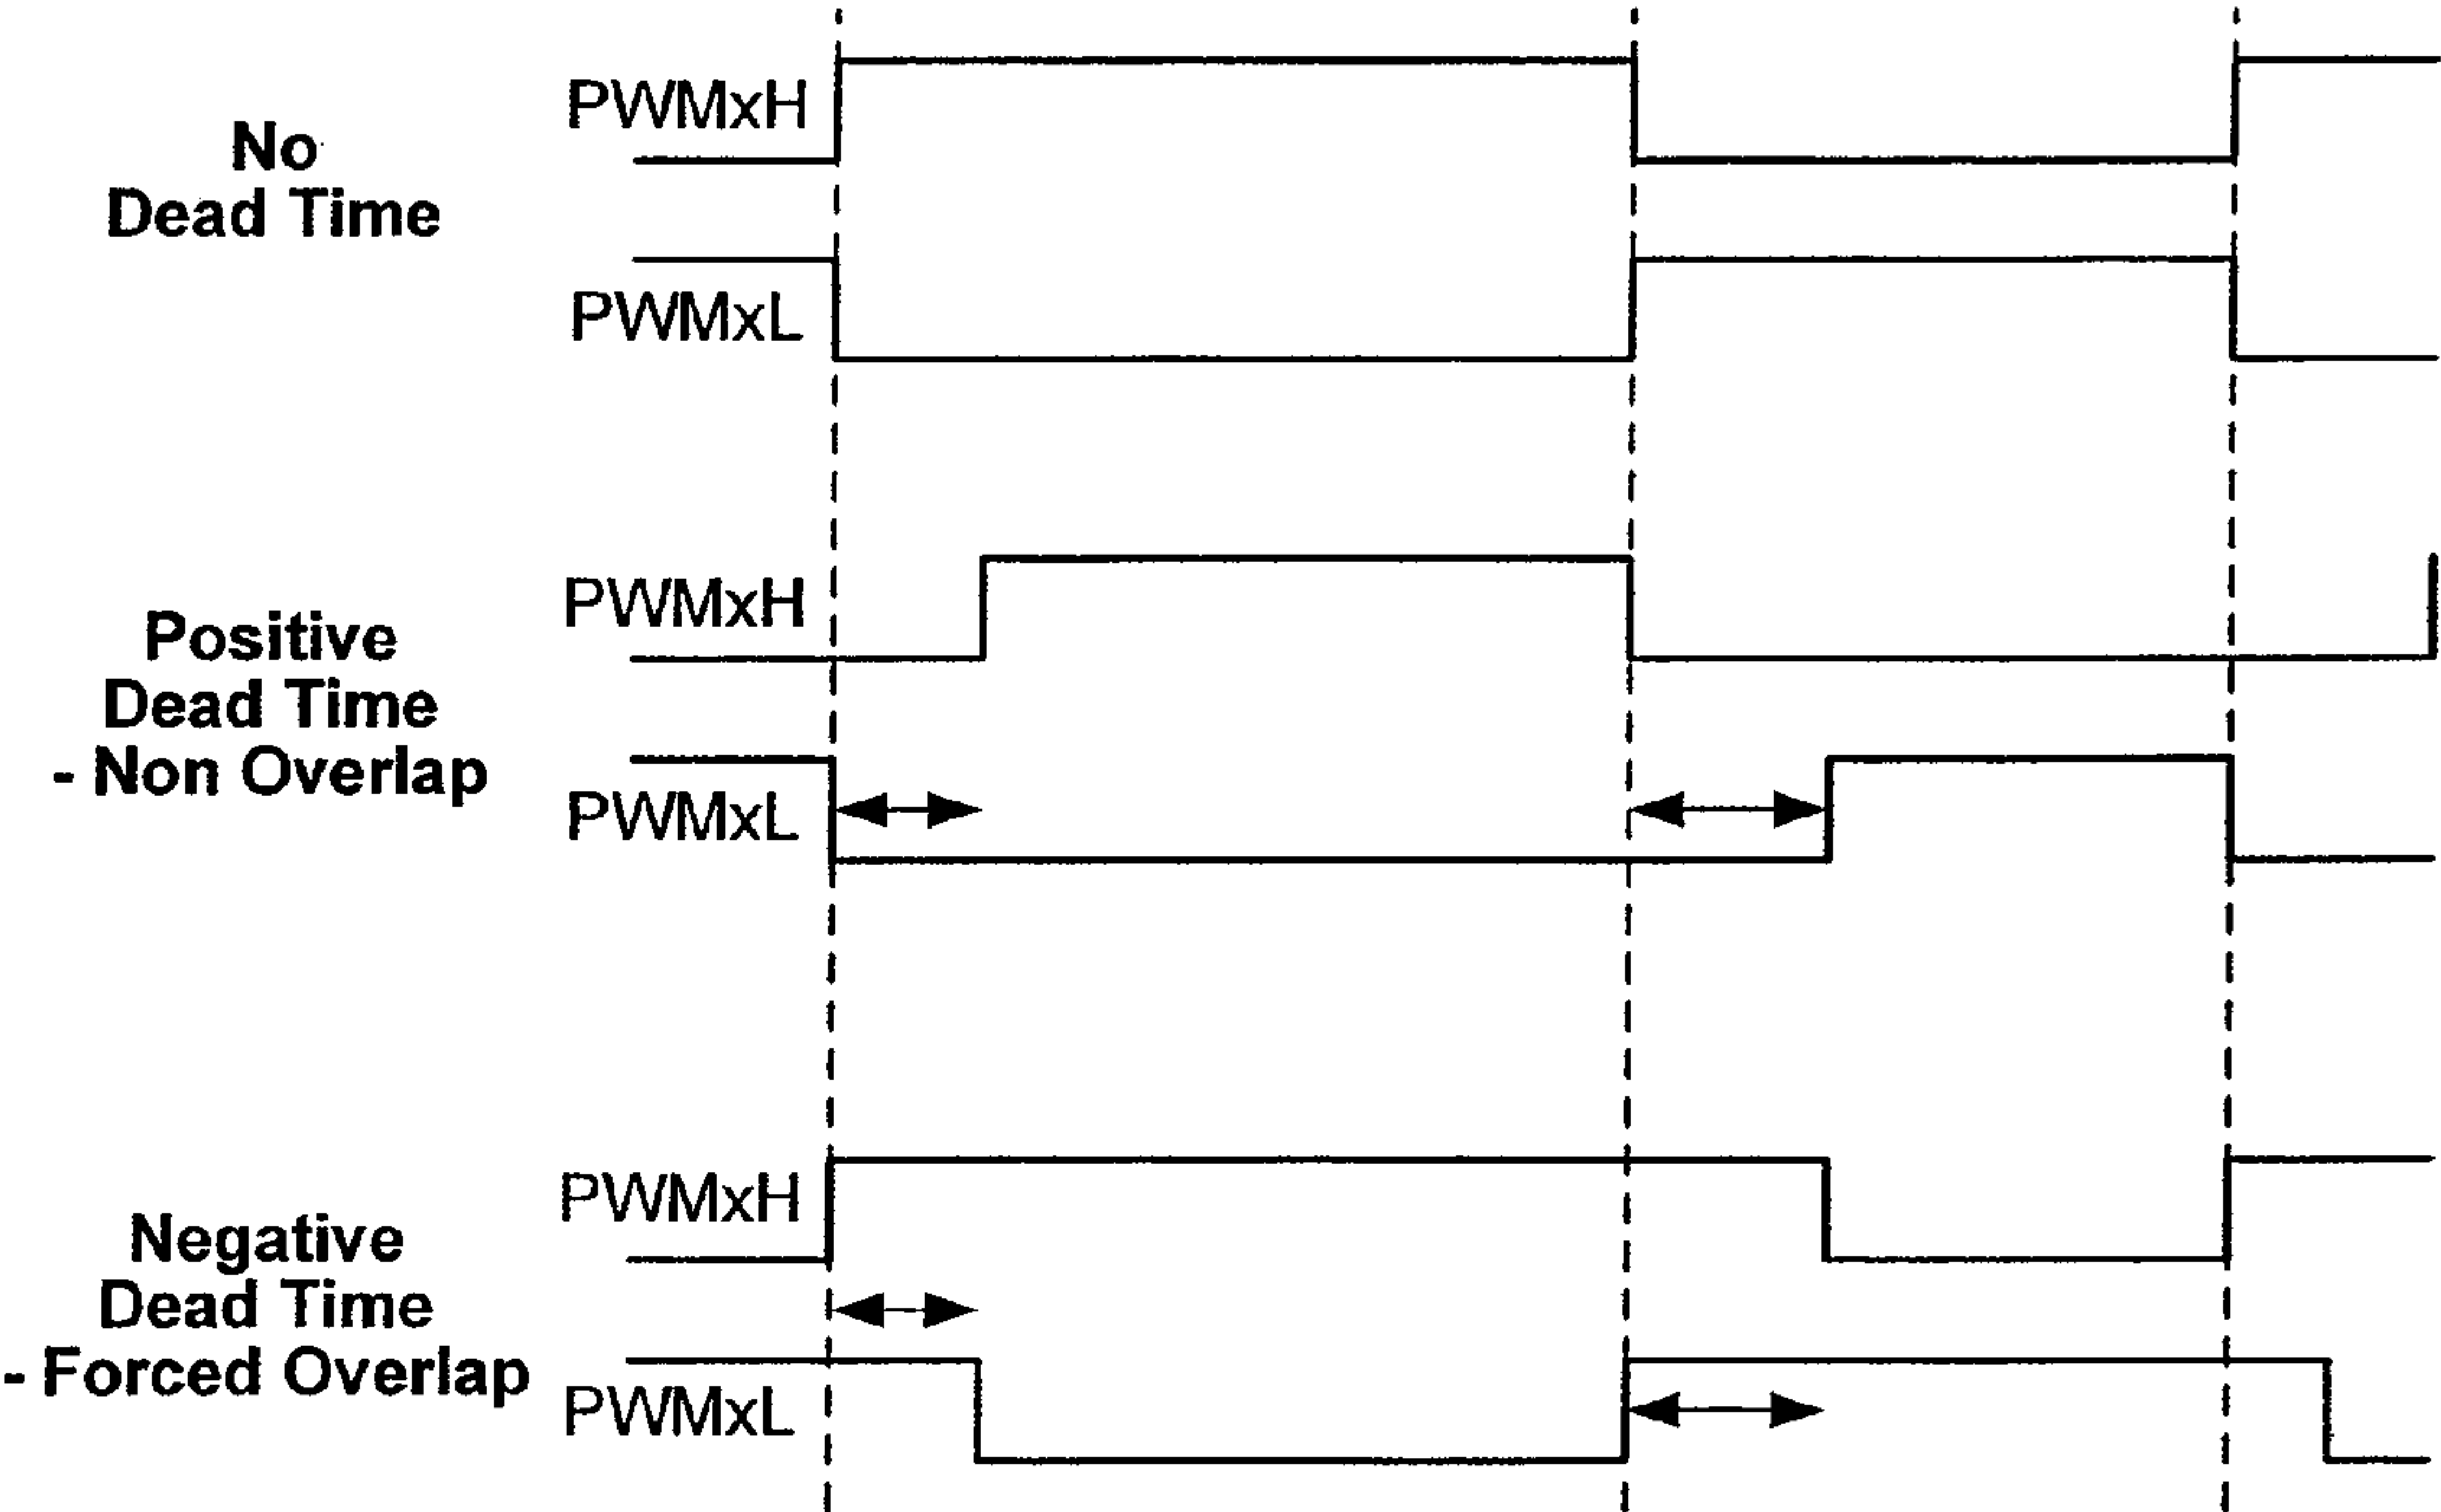 PWMxH
No
Dead Time
PWMxL
PWMxH
Positive
Dead Time
- Non Overlap
PWMxL
PWMxH
Negative
Dead Time
- Forced Overlap
PWMxL